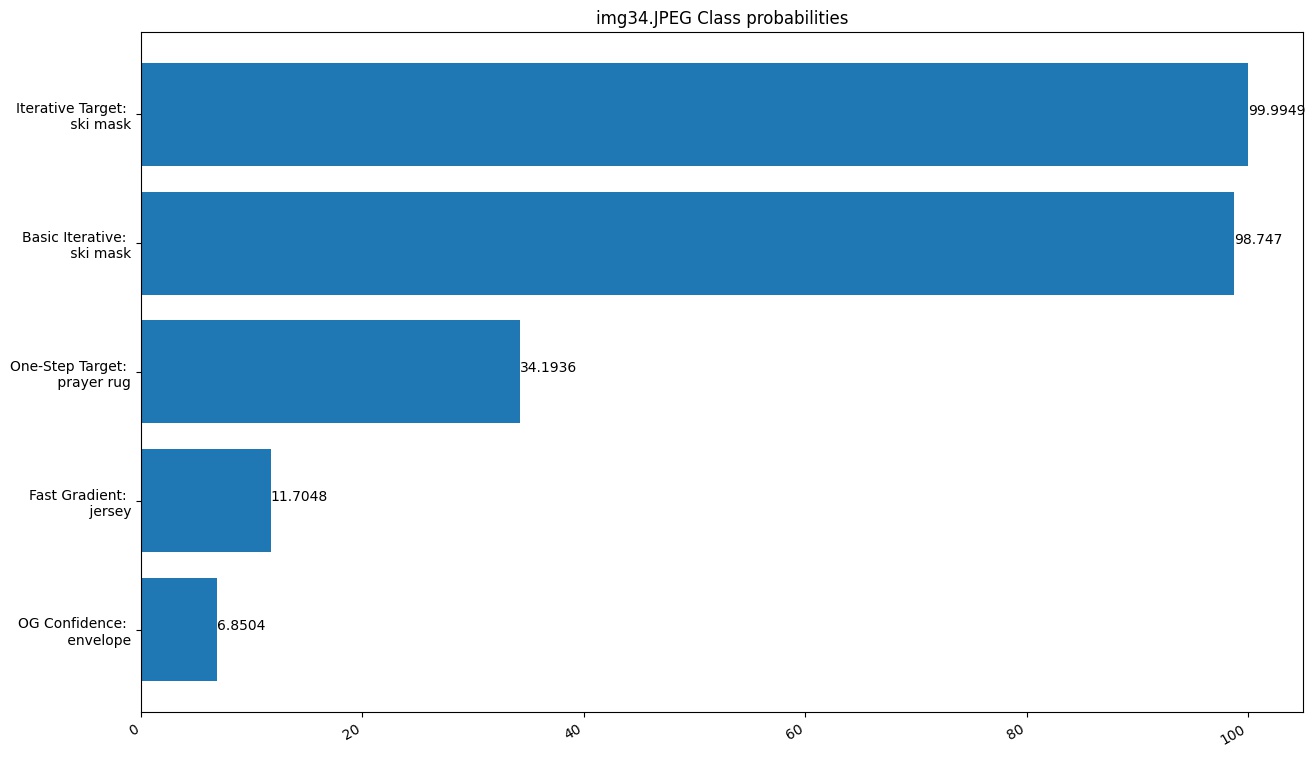 img34.JPEG Class probabilities
Iterative Target:
ski mask
99.9949
Basic Iterative:
ski mask
98.747
One-Step Target:
prayer rug
34.1936
Fast Gradient:
jersey
11.7048
OG Confidence:
envelope
6.8504
0
20
40
60
80
100